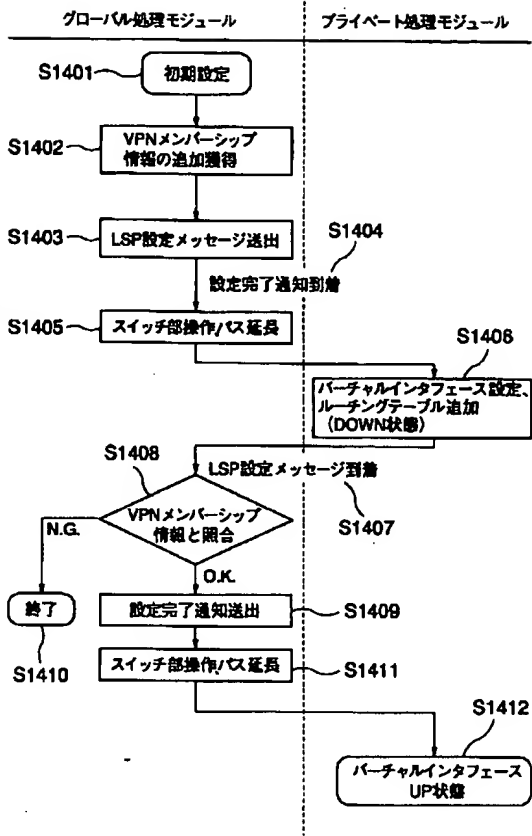 グローバル処理モジュール
プライベート処理モジュール
S1401
初期設定
S1402
VPNメンバーシップ
情報の追加獲得
S1403
LSP設定メッセージ送出
S1404
設定完了通知到着
S1405
スイッチ部操作パス延長
S1406
バーチャルインタフェース設定、
ルーチングテーブル追加
(DOWN状態)
LSP設定メッセージ到着
S1407
S1408
VPNメンバーシップ
情報と照合
N.G.
O.K.
終了
S1410
設定完了通知送出
S1409
スイッチ部操作パス延長
S1411
S1412
バーチャルインタフェース
UP状態